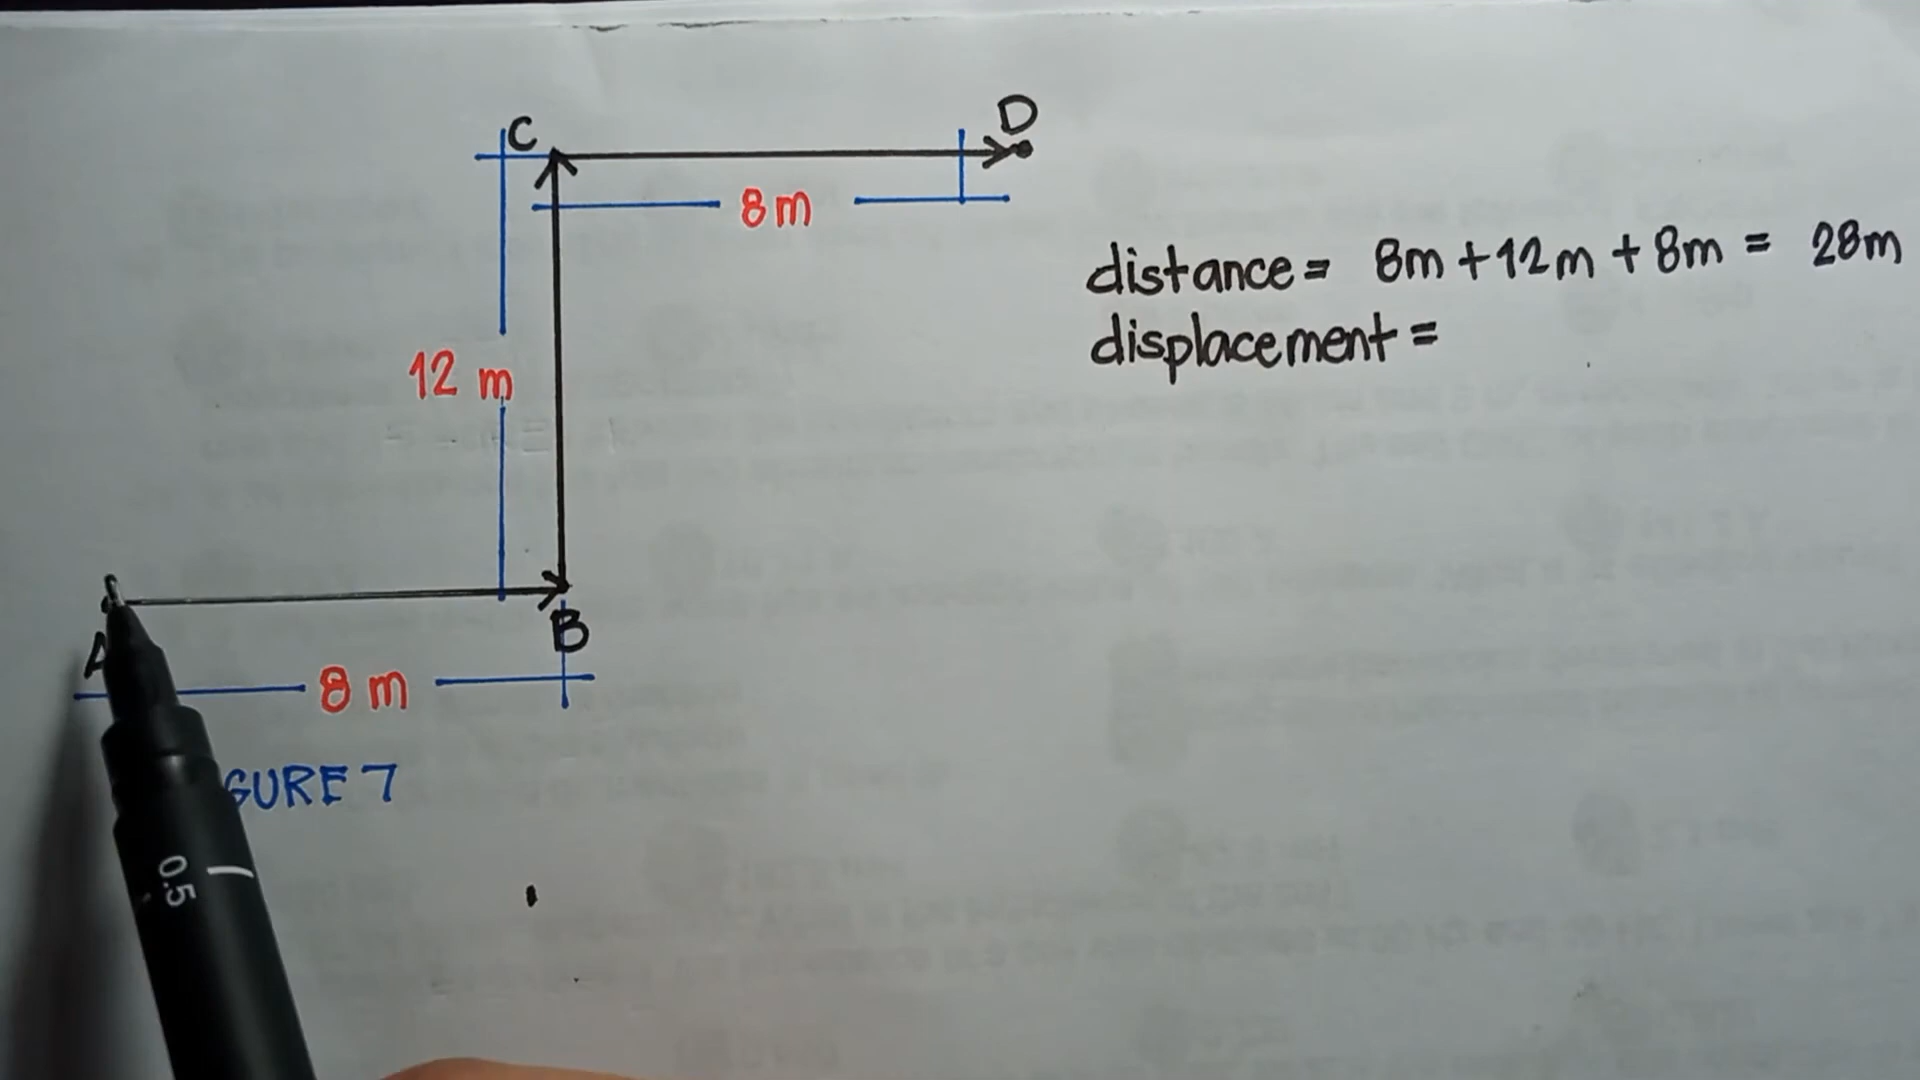 C
D
8m
distance = 8m + 12m + 8m = 28m
displacement =
12 m
A
B
8 m
GURE 7
0.5